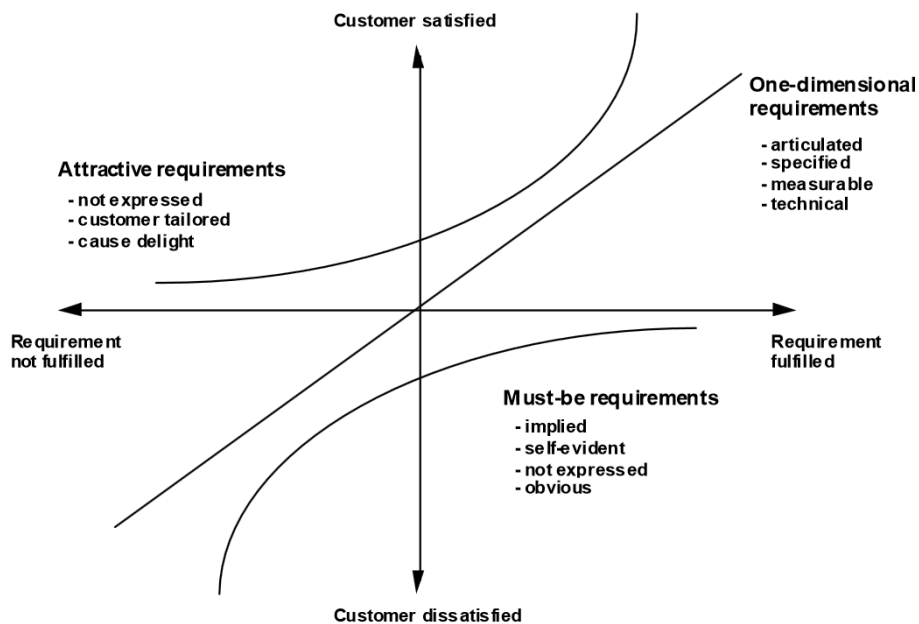 Customer satisfied
One-dimensional
requirements
- articulated
- specified
- measurable
- technical
Attractive requirements
- not expressed
- customer tailored
- cause delight
Requirement
not fulfilled
Requirement
fulfilled
Must-be requirements
- implied
- self-evident
- not expressed
- obvious
Customer dissatisfied